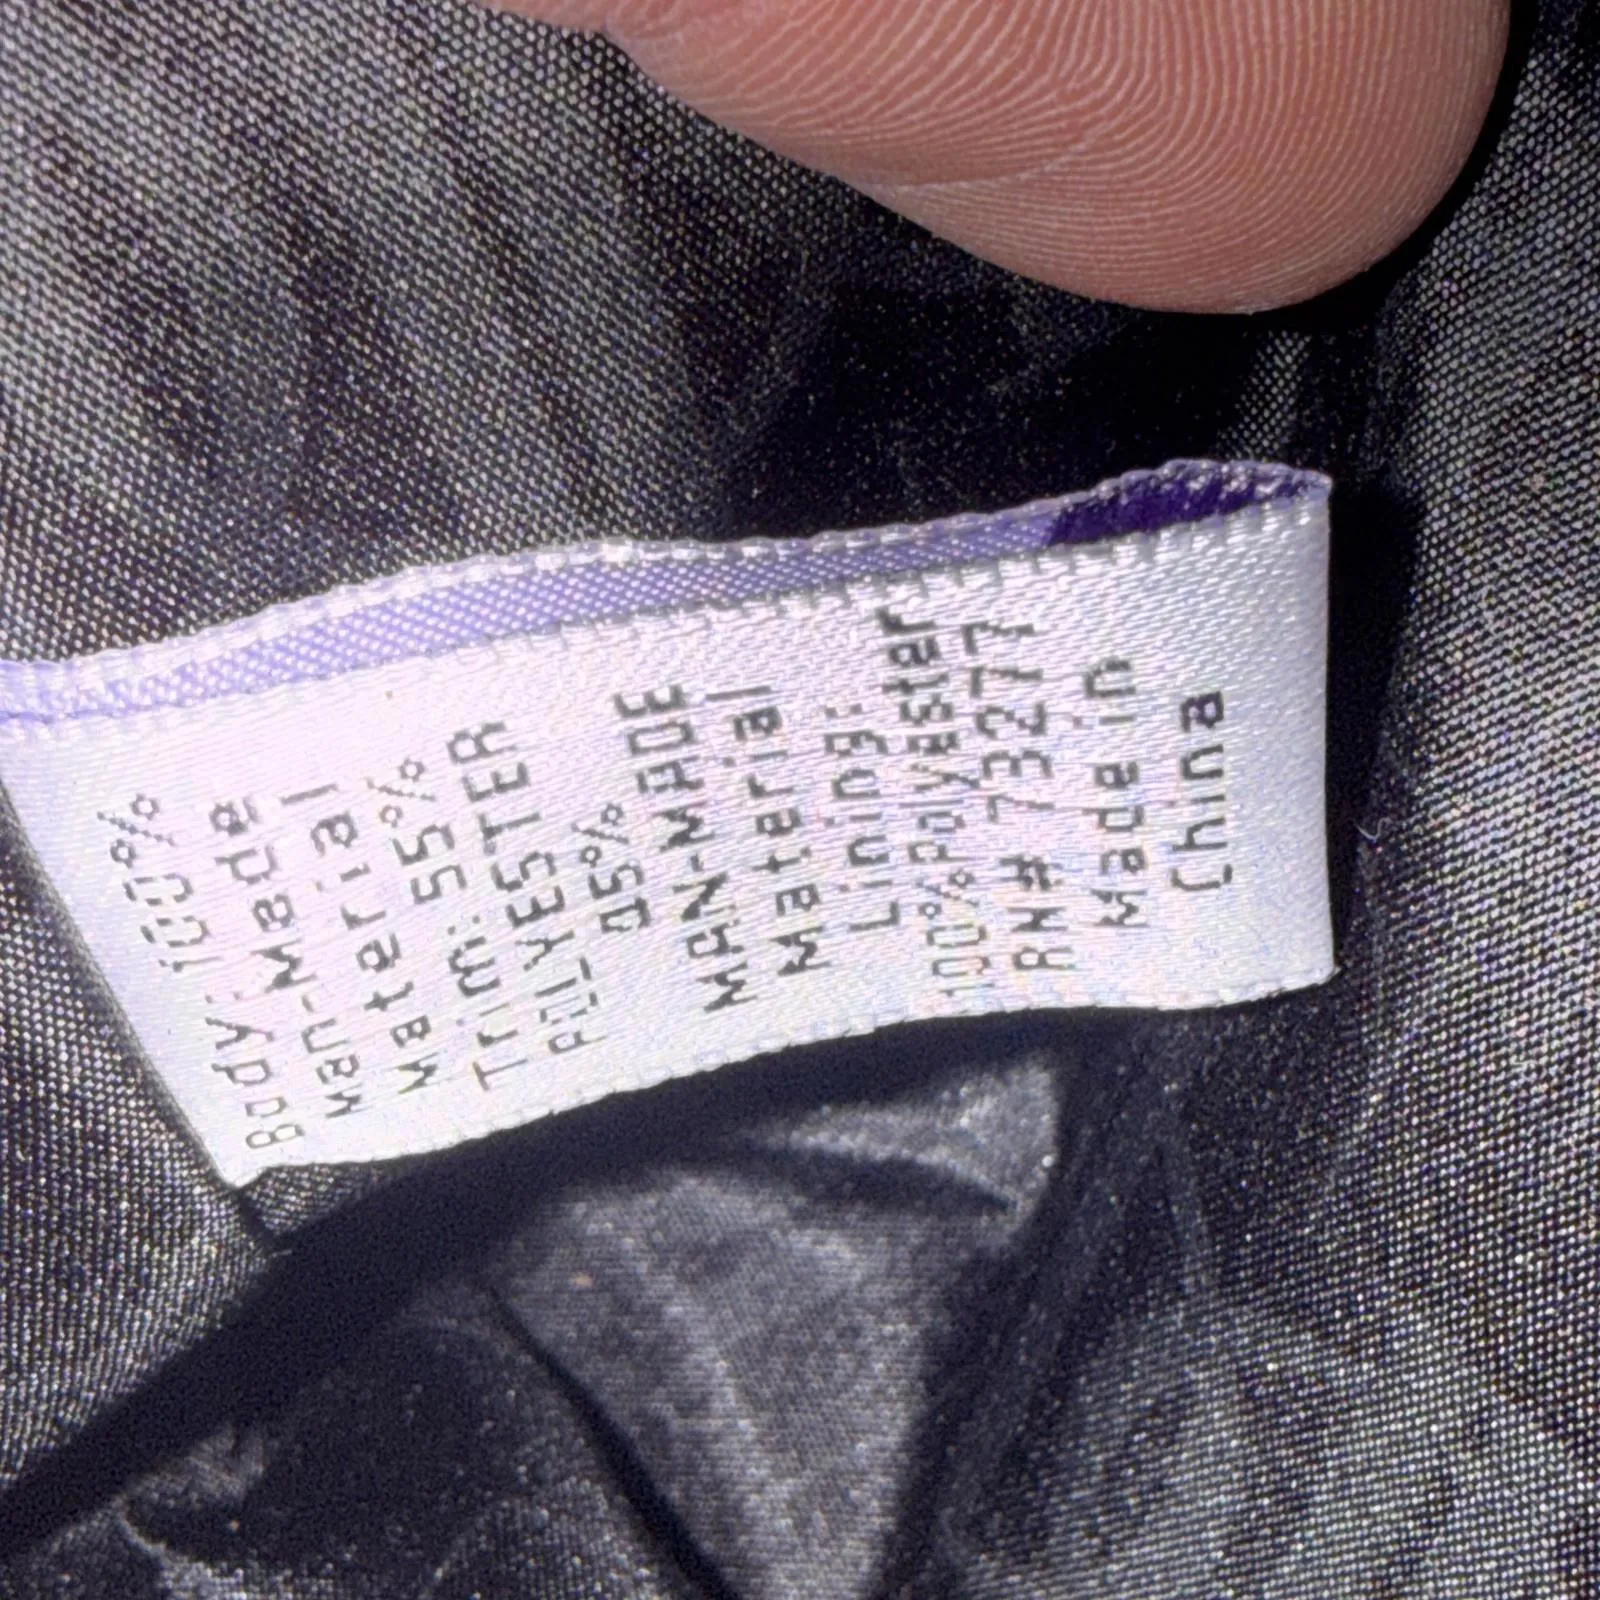 Body: 100%
Man-Made
Material
Trim: 55%
POLYESTER
45%
MAN-MADE
Material
Lining:
100%Polyester
RN# 73277
Made in
China